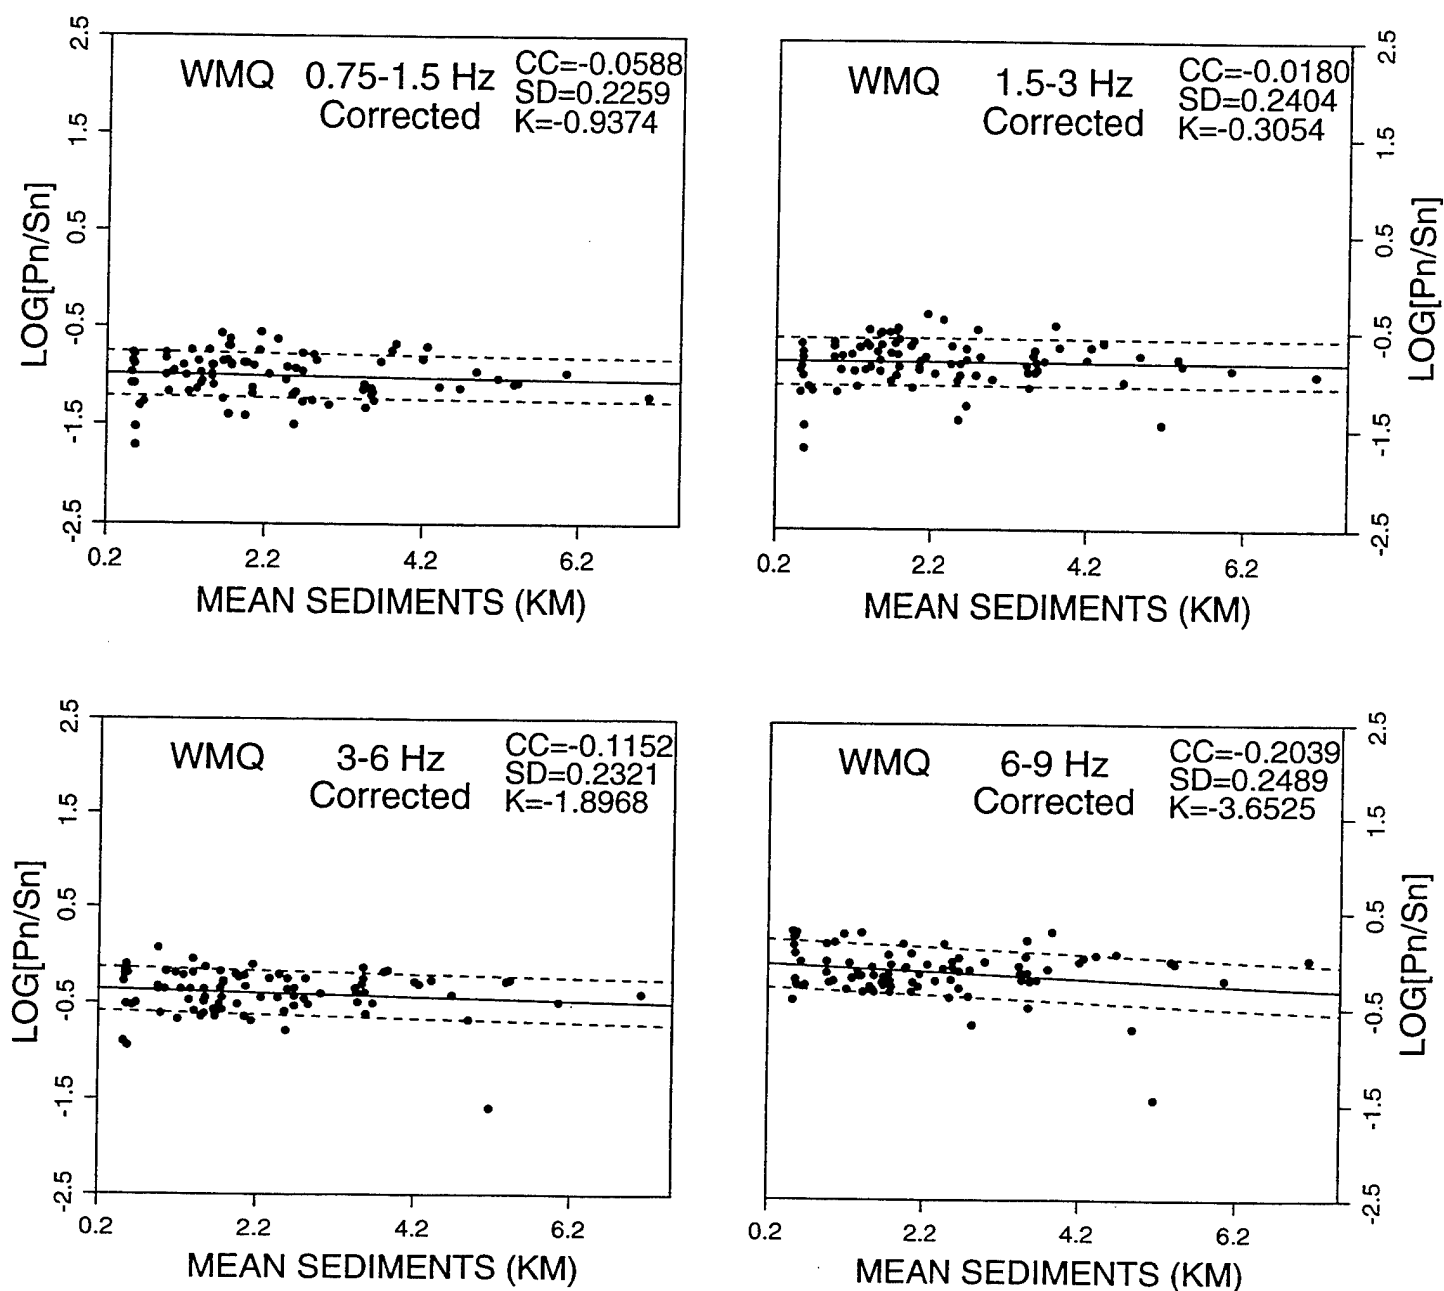 WMQ 0.75-1.5 Hz
Corrected
CC=-0.0588
SD=0.2259
K=-0.9374
LOG[Pn/Sn]
2.5
1.5
0.5
-0.5
-1.5
-2.5
0.2 2.2 4.2 6.2
MEAN SEDIMENTS (KM)
WMQ 1.5-3 Hz
Corrected
CC=-0.0180
SD=0.2404
K=-0.3054
2.5
1.5
0.5
-0.5
-1.5
-2.5
LOG[Pn/Sn]
0.2 2.2 4.2 6.2
MEAN SEDIMENTS (KM)
WMQ 3-6 Hz
Corrected
CC=-0.1152
SD=0.2321
K=-1.8968
LOG[Pn/Sn]
2.5
1.5
0.5
-0.5
-1.5
-2.5
0.2 2.2 4.2 6.2
MEAN SEDIMENTS (KM)
WMQ 6-9 Hz
Corrected
CC=-0.2039
SD=0.2489
K=-3.6525
2.5
1.5
0.5
-0.5
-1.5
-2.5
LOG[Pn/Sn]
0.2 2.2 4.2 6.2
MEAN SEDIMENTS (KM)